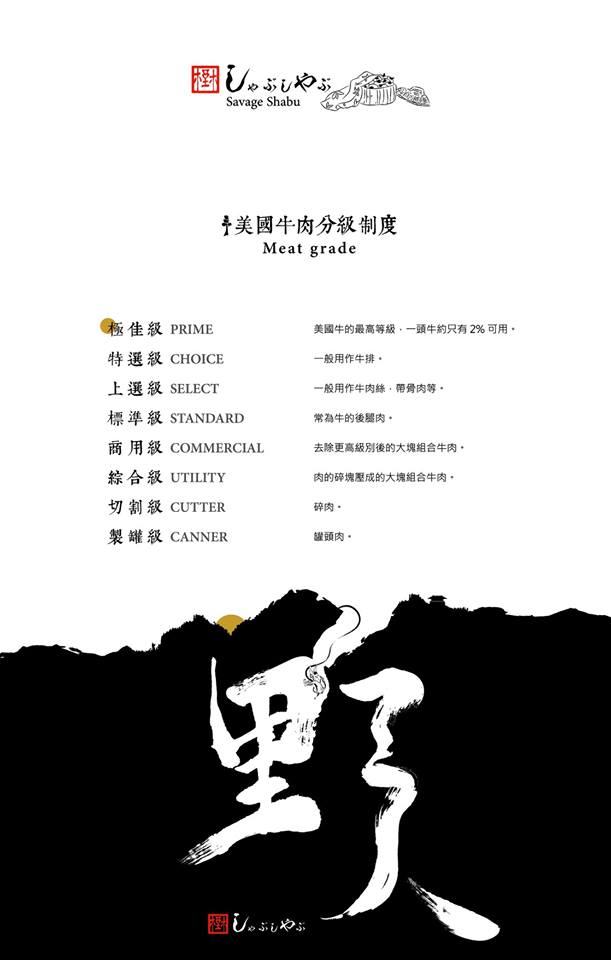 樹 しゃぶしゃぶ
Savage Shabu
美國牛肉分級制度
Meat grade
極佳級 PRIME 美國牛的最高等級，一頭牛約只有 2% 可用。
特選級 CHOICE 一般用作牛排。
上選級 SELECT 一般用作牛肉絲，帶骨肉等。
標準級 STANDARD 常為牛的後腿肉。
商用級 COMMERCIAL 去除更高級別後的大塊組合牛肉。
綜合級 UTILITY 肉的碎塊壓成的大塊組合牛肉。
切割級 CUTTER 碎肉。
製罐級 CANNER 罐頭肉。
野人
樹 しゃぶしゃぶ